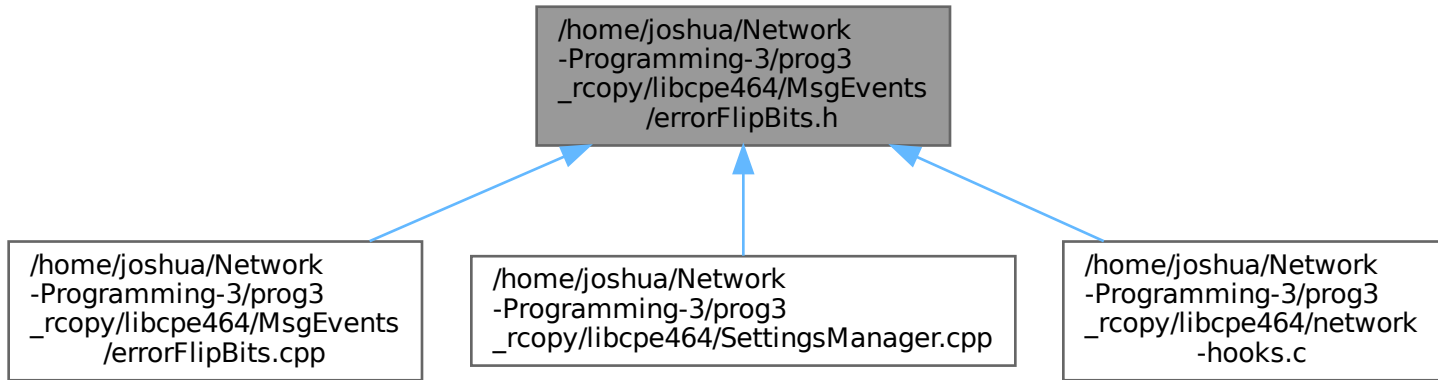 /home/joshua/Network
-Programming-3/prog3
_rcopy/libcpe464/MsgEvents
/errorFlipBits.h
/home/joshua/Network
-Programming-3/prog3
_rcopy/libcpe464/MsgEvents
/errorFlipBits.cpp
/home/joshua/Network
-Programming-3/prog3
_rcopy/libcpe464/SettingsManager.cpp
/home/joshua/Network
-Programming-3/prog3
_rcopy/libcpe464/network
-hooks.c